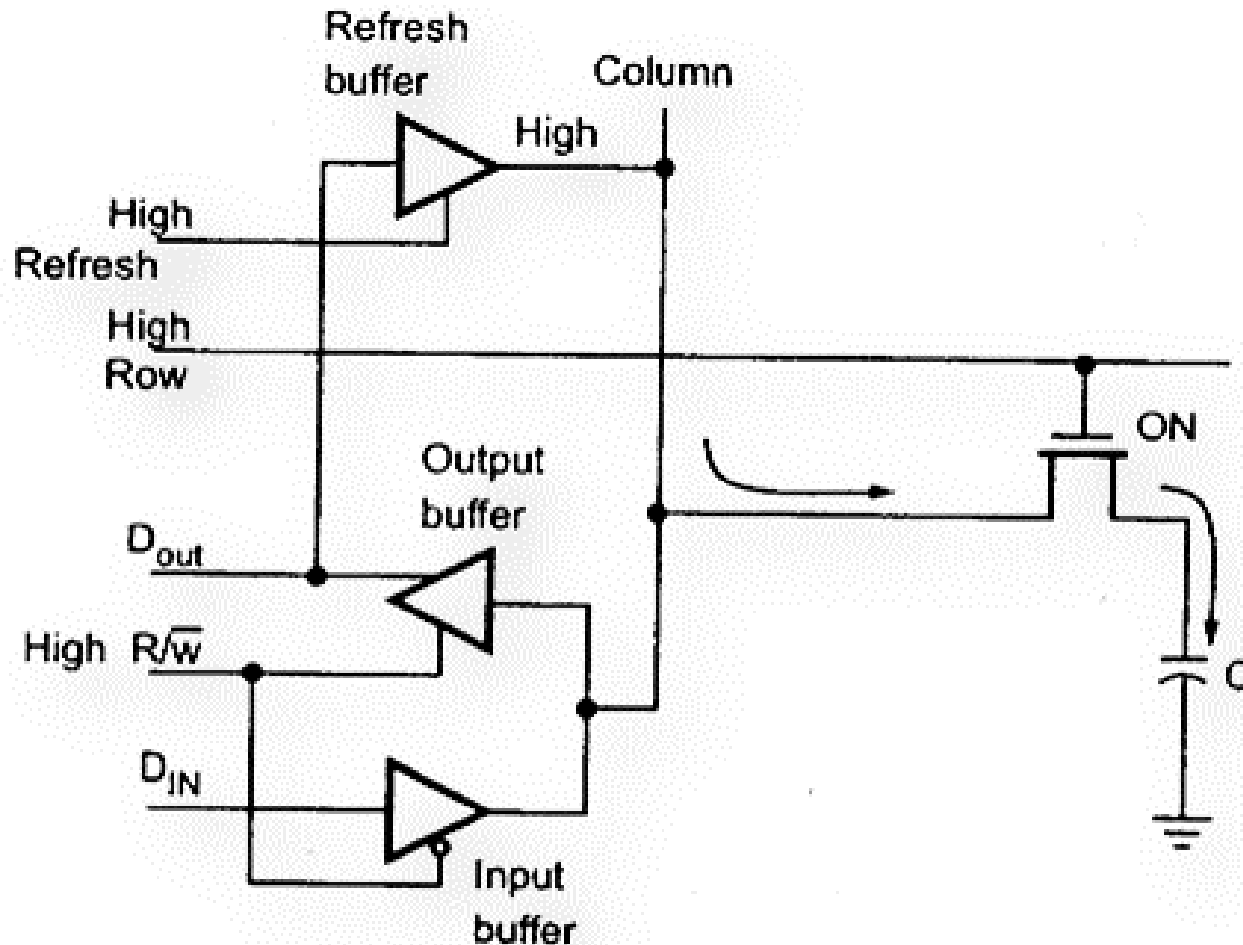 Refresh
buffer
Column
High
High
Refresh
High
Row
ON
Output
buffer
D_out
High R/w̅
C
D_IN
Input
buffer